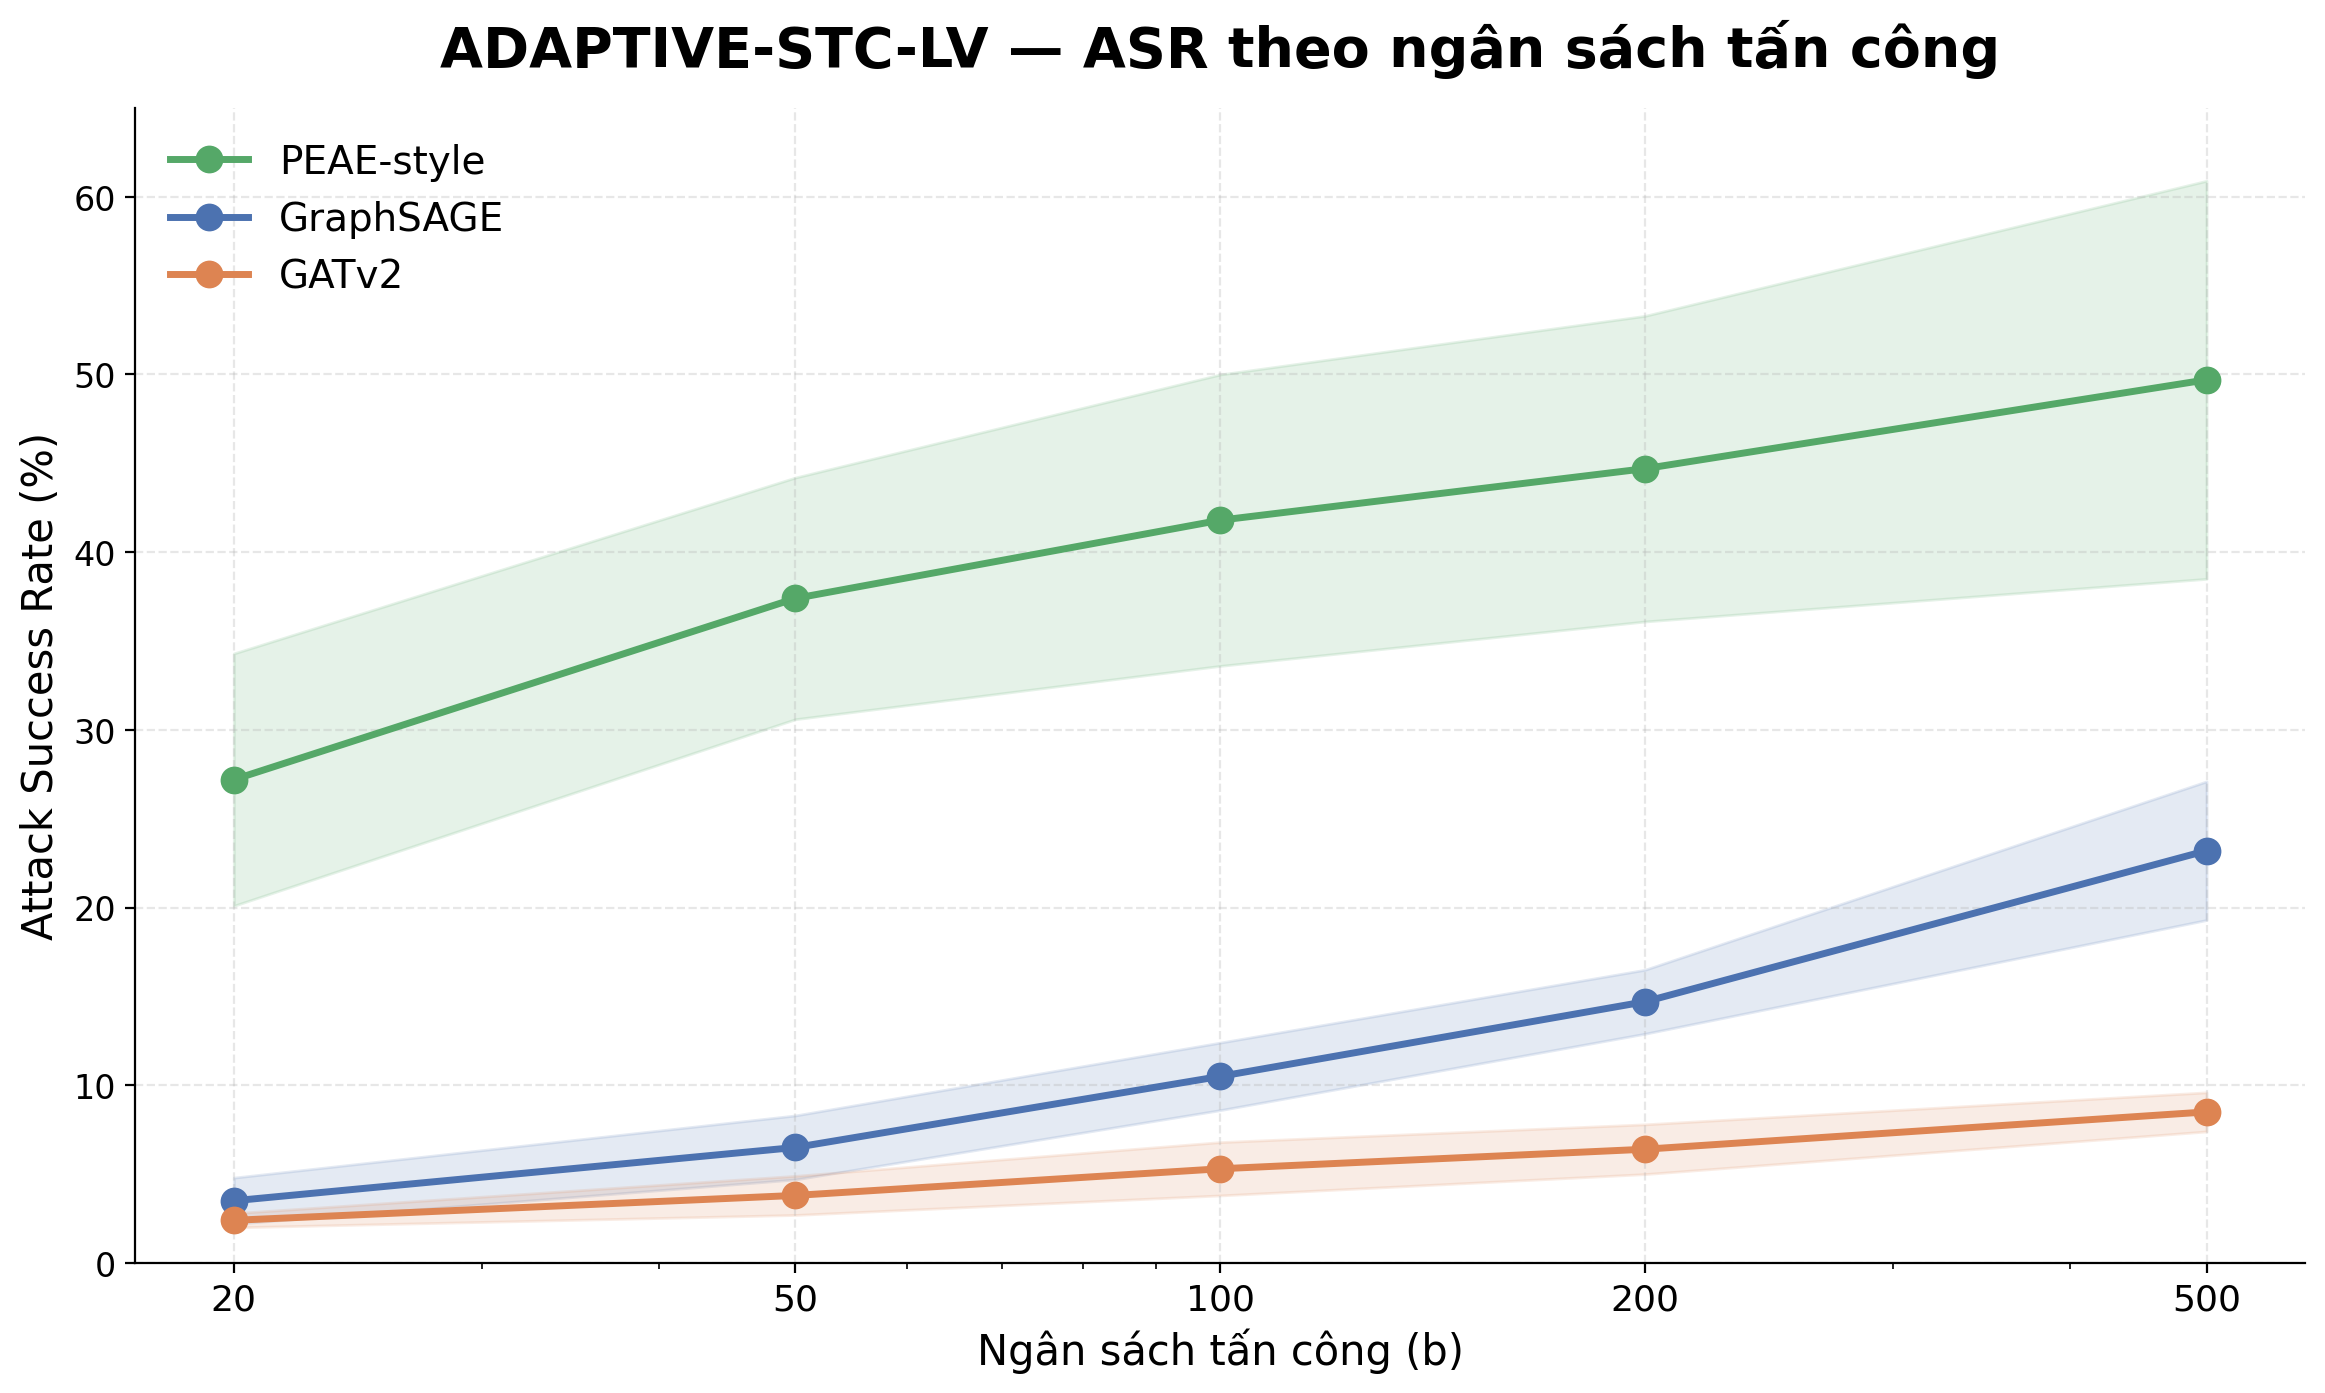 ADAPTIVE-STC-LV — ASR theo ngân sách tấn công
PEAE-style
GraphSAGE
GATv2
Attack Success Rate (%)
60
50
40
30
20
10
0
20 50 100 200 500
Ngân sách tấn công (b)